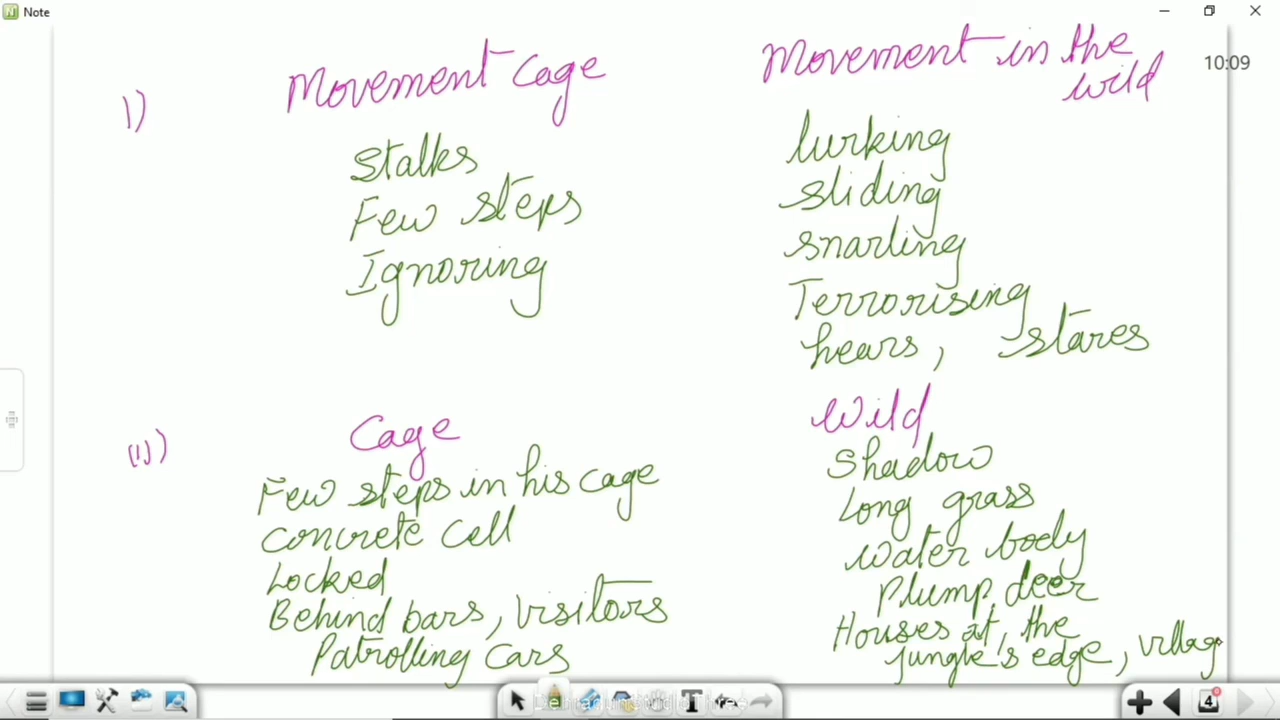 Note
10:09
I) Movement Cage
Movement in the wild
Stalks
Few steps
Ignoring
lurking
sliding
snarling
Terrorising
hears, stares
(II) Cage
Few steps in his cage
Concrete cell
Locked
Behind bars, visitors
Patrolling cars
Wild
Shadow
Long grass
Water body
Plump deer
Houses at, the
jungle's edge, villag
4